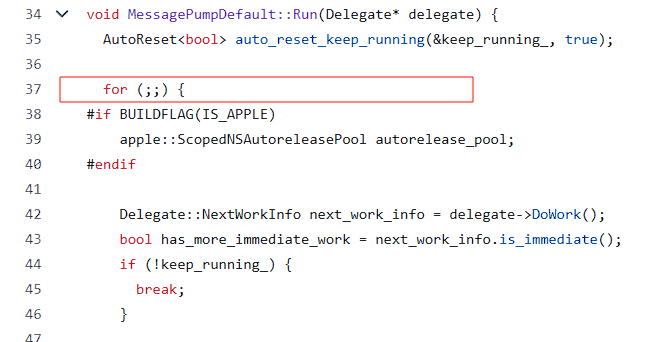 34 void MessagePumpDefault::Run(Delegate* delegate) {
35 AutoReset<bool> auto_reset_keep_running(&keep_running_, true);
36
37 for (;;) {
38 #if BUILDFLAG(IS_APPLE)
39 apple::ScopedNSAutoreleasePool autorelease_pool;
40 #endif
41
42 Delegate::NextWorkInfo next_work_info = delegate->DoWork();
43 bool has_more_immediate_work = next_work_info.is_immediate();
44 if (!keep_running_) {
45 break;
46 }
47